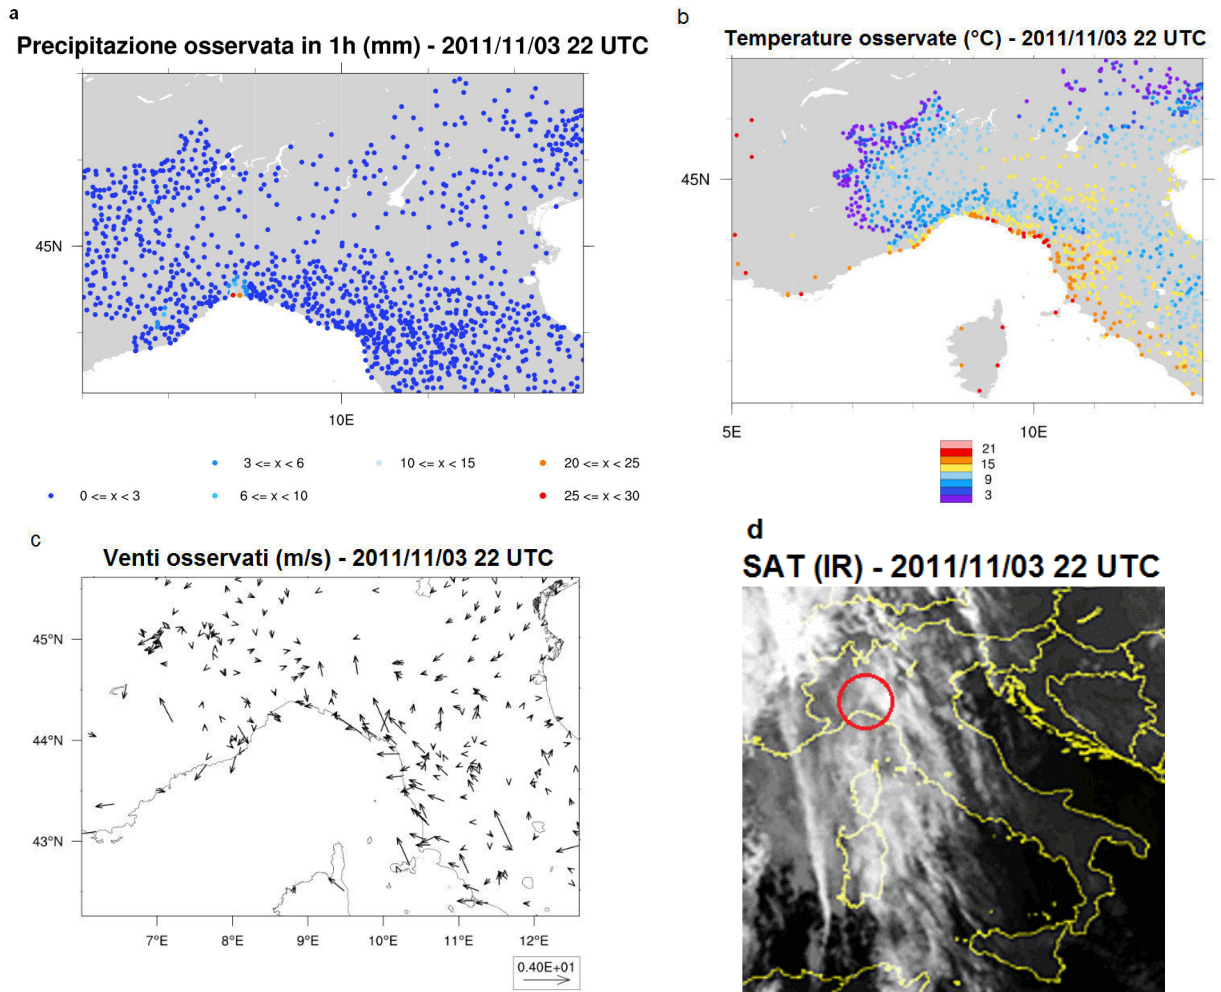 a
Precipitazione osservata in 1h (mm) - 2011/11/03 22 UTC
45N
10E
3 <= x < 6
10 <= x < 15
20 <= x < 25
0 <= x < 3
6 <= x < 10
25 <= x < 30
b
Temperature osservate (°C) - 2011/11/03 22 UTC
45N
5E
10E
21
15
9
3
c
Venti osservati (m/s) - 2011/11/03 22 UTC
45°N
44°N
43°N
7°E
8°E
9°E
10°E
11°E
12°E
0.40E+01
d
SAT (IR) - 2011/11/03 22 UTC